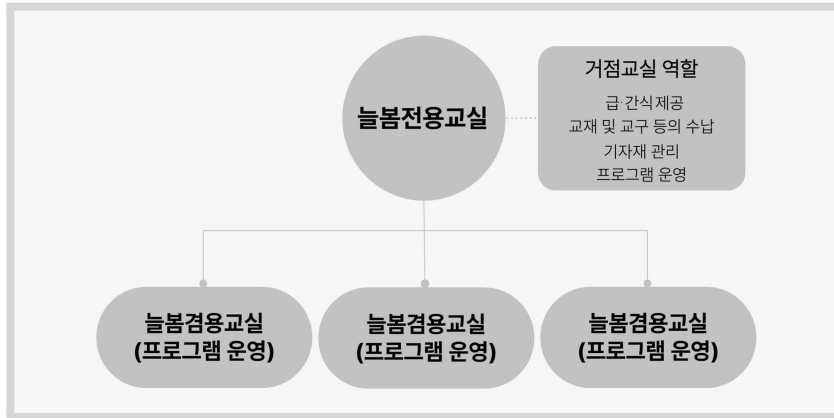 늘봄전용교실
거점교실 역할
급·간식 제공
교재 및 교구 등의 수납
기자재 관리
프로그램 운영
늘봄겸용교실
(프로그램 운영)
늘봄겸용교실
(프로그램 운영)
늘봄겸용교실
(프로그램 운영)